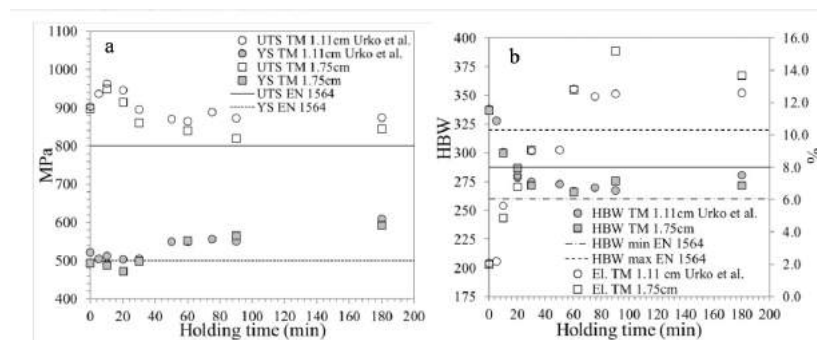 a
UTS TM 1.11cm Urko et al.
YS TM 1.11cm Urko et al.
UTS TM 1.75cm
YS TM 1.75cm
UTS EN 1564
YS EN 1564
1100
1000
900
800
700
600
500
400
MPa
0 20 40 60 80 100 120 140 160 180 200
Holding time (min)
b
400
375
350
325
300
275
250
225
200
175
HBW
16.0
14.0
12.0
10.0
8.0
6.0
4.0
2.0
0.0
%
HBW TM 1.11cm Urko et al.
HBW TM 1.75cm
HBW min EN 1564
HBW max EN 1564
El. TM 1.11 cm Urko et al.
El. TM 1.75cm
0 20 40 60 80 100 120 140 160 180 200
Holding time (min)